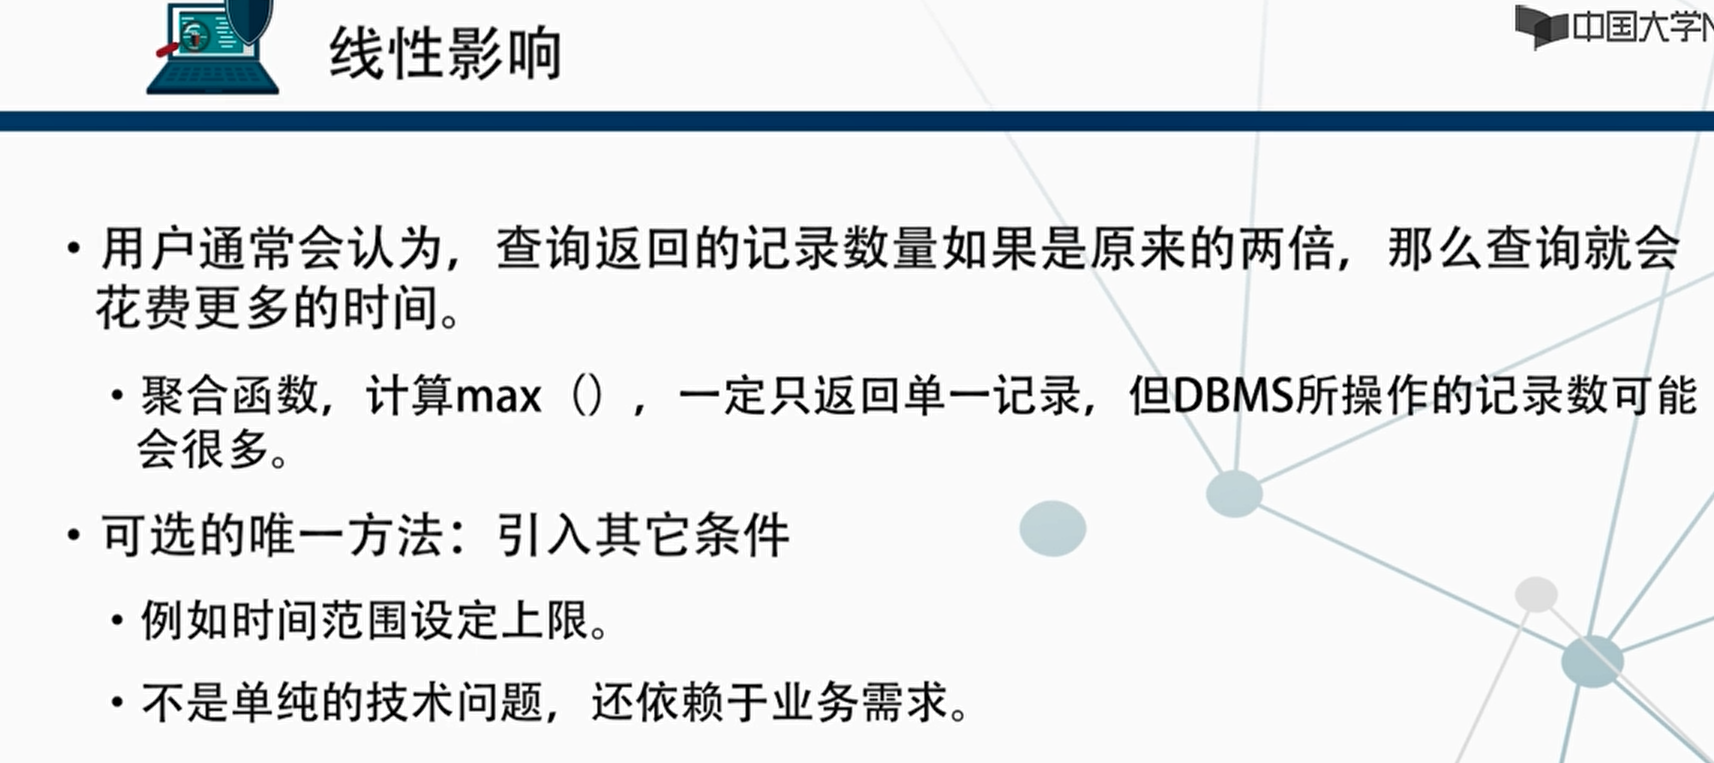 线性影响
中国大学M
• 用户通常会认为，查询返回的记录数量如果是原来的两倍，那么查询就会
花费更多的时间。
• 聚合函数，计算max（），一定只返回单一记录，但DBMS所操作的记录数可能
会很多。
• 可选的唯一方法：引入其它条件
• 例如时间范围设定上限。
• 不是单纯的技术问题，还依赖于业务需求。